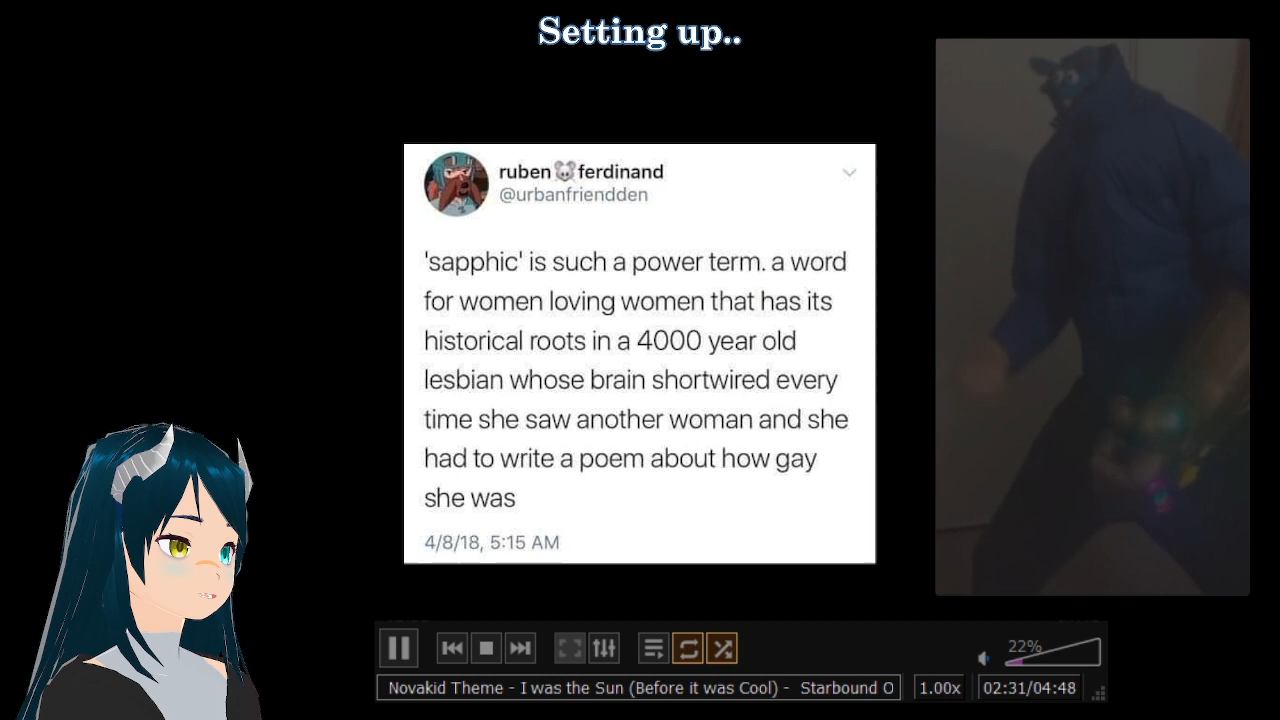 Setting up..
ruben🐭ferdinand
@urbanfriendden
'sapphic' is such a power term. a word
for women loving women that has its
historical roots in a 4000 year old
lesbian whose brain shortwired every
time she saw another woman and she
had to write a poem about how gay
she was
4/8/18, 5:15 AM
22%
Novakid Theme - I was the Sun (Before it was Cool) - Starbound O
1.00x
02:31/04:48